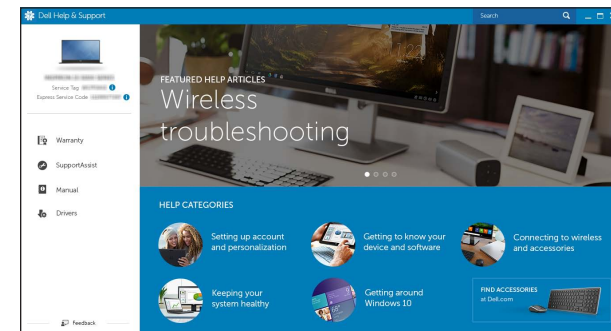 Dell Help & Support
Search
Service Tag
Express Service Code
Warranty
SupportAssist
Manual
Drivers
Feedback
FEATURED HELP ARTICLES
Wireless
troubleshooting
HELP CATEGORIES
Setting up account
and personalization
Getting to know your
device and software
Connecting to wireless
and accessories
Keeping your
system healthy
Getting around
Windows 10
FIND ACCESSORIES
at Dell.com